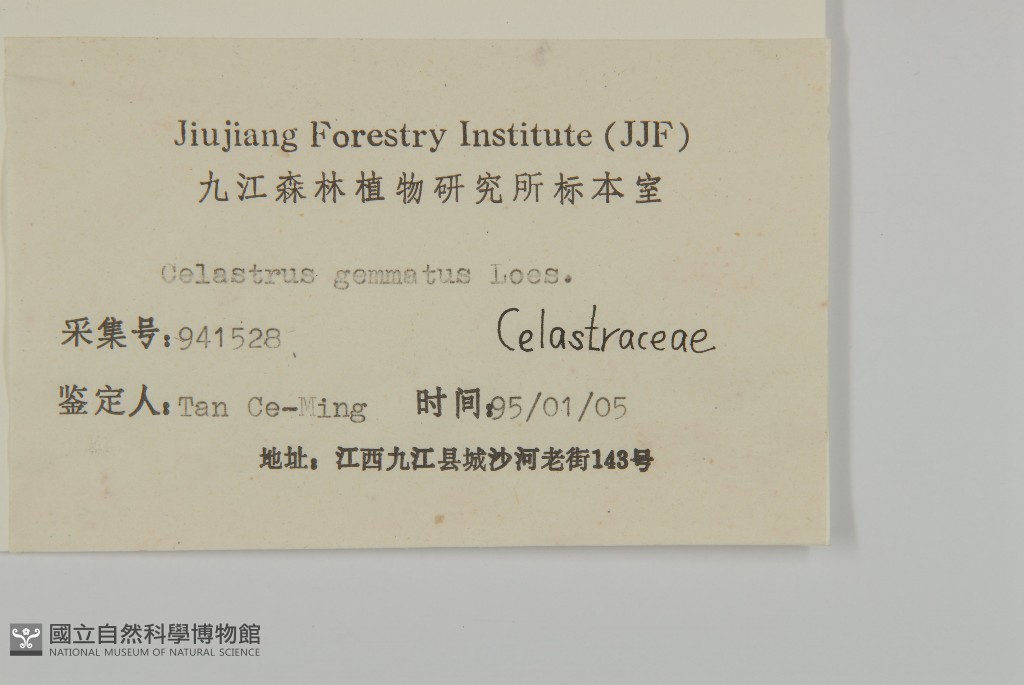 Jiujiang Forestry Institute (JJF)
九江森林植物研究所标本室
Celastrus gemmatus Loes.
采集号:941528
Celastraceae
鉴定人:Tan Ce-Ming 时间:95/01/05
地址：江西九江县城沙河老街143号
國立自然科學博物館
NATIONAL MUSEUM OF NATURAL SCIENCE